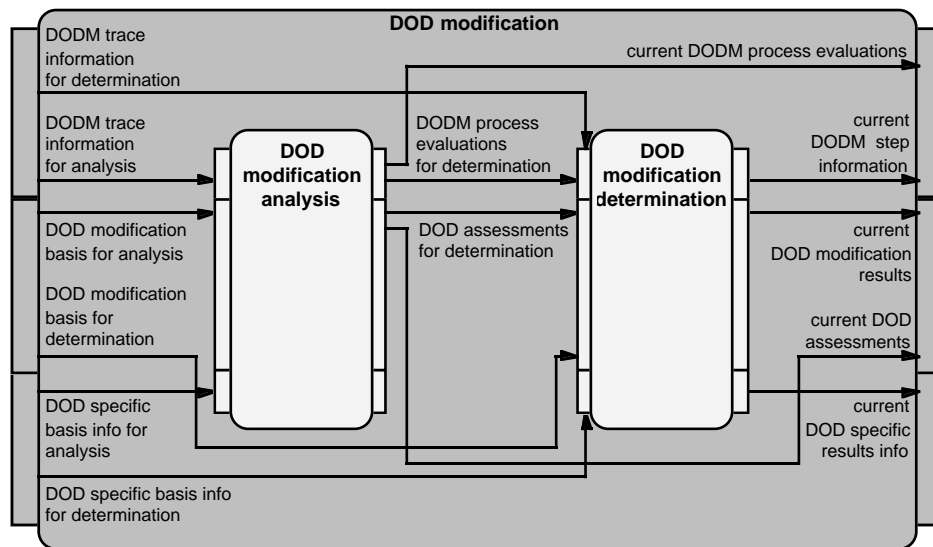 DOD modification
DODM trace
information
for determination
current DODM process evaluations
DODM trace
information
for analysis
DOD
modification
analysis
DODM process
evaluations
for determination
DOD
modification
determination
current
DODM step
information
DOD modification
basis for analysis
DOD assessments
for determination
current
DOD modification
results
DOD modification
basis for
determination
current DOD
assessments
DOD specific
basis info for
analysis
current
DOD specific
results info
DOD specific basis info
for determination